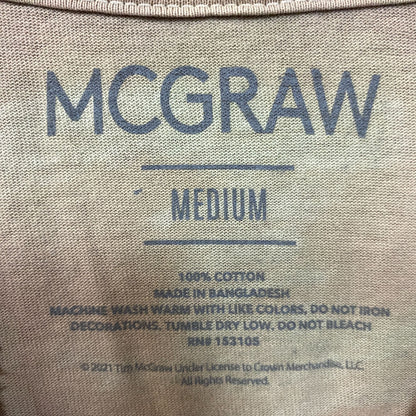 MCGRAW
MEDIUM
100% COTTON
MADE IN BANGLADESH
MACHINE WASH WARM WITH LIKE COLORS, DO NOT IRON
DECORATIONS, TUMBLE DRY LOW, DO NOT BLEACH
RN# 153105
© 2021 Tim McGraw Under License to Crown Merchandise, LLC.
All Rights Reserved.